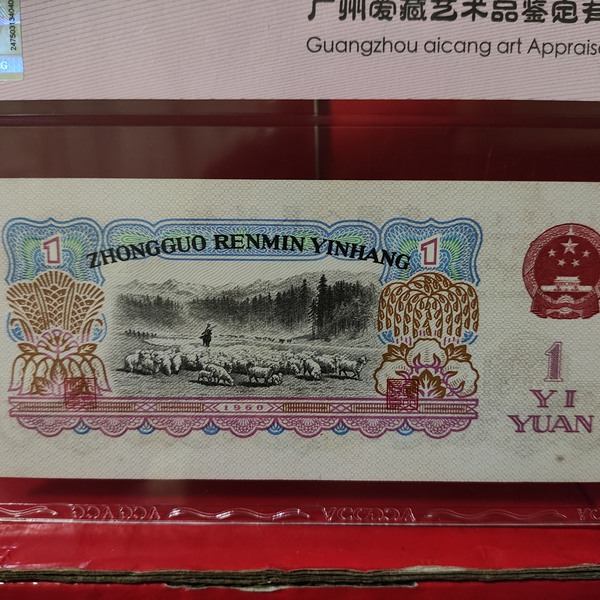 广州爱藏艺术品鉴定有
Guangzhou aicang art Appraise
247503134040
G
1
ZHONGGUO RENMIN YINHANG
1
1960
1
YI
YUAN